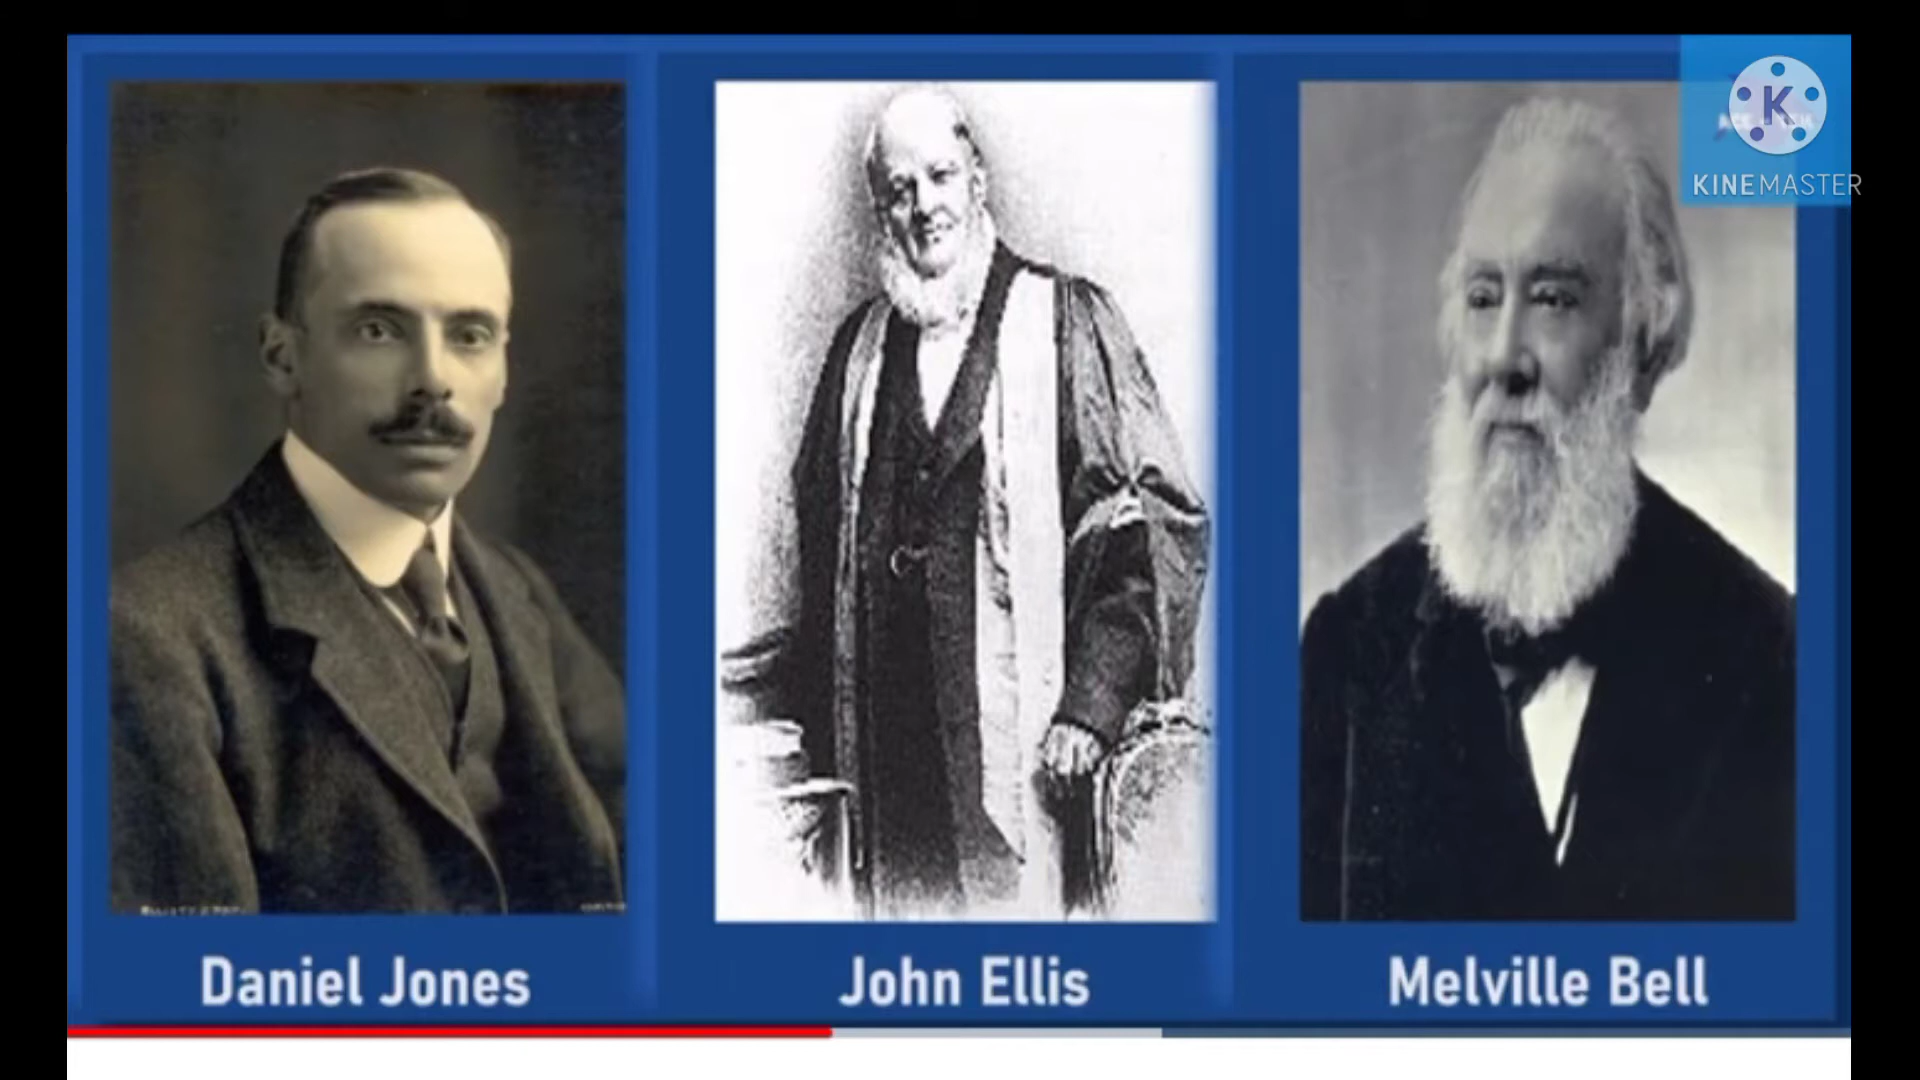 KINEMASTER
K
Daniel Jones
John Ellis
Melville Bell